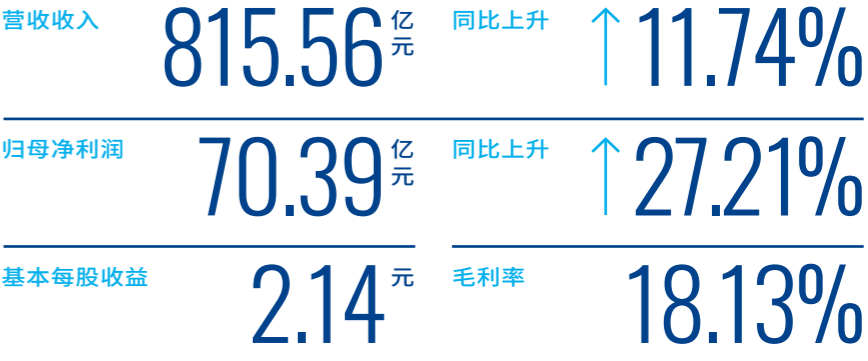 营收收入 815.56 亿元 同比上升 ↑ 11.74%
归母净利润 70.39 亿元 同比上升 ↑ 27.21%
基本每股收益 2.14 元 毛利率 18.13%